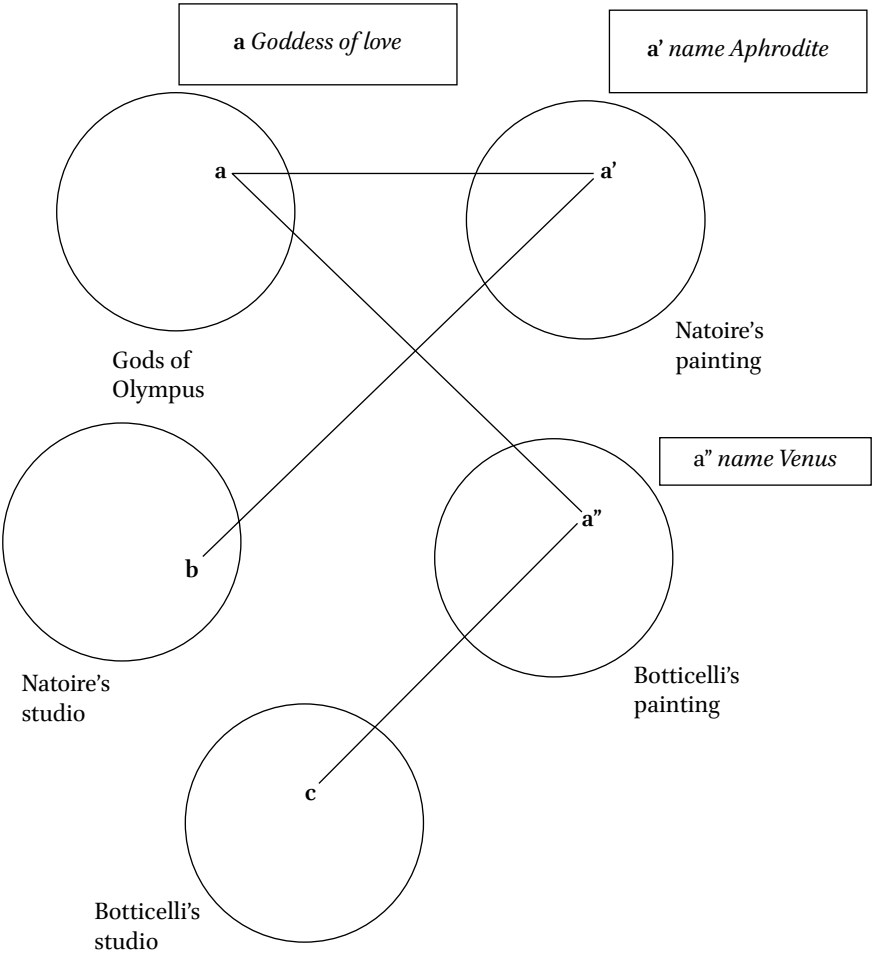 a Goddess of love
a’ name Aphrodite
a
a’
Gods of
Olympus
Natoire’s
painting
a” name Venus
a”
b
Natoire’s
studio
Botticelli’s
painting
c
Botticelli’s
studio